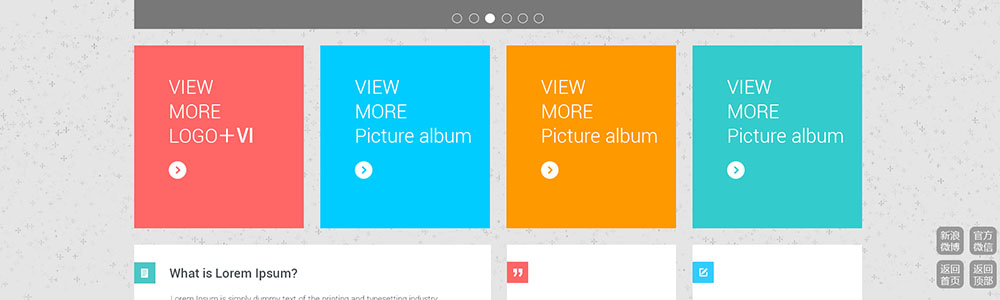 VIEW
MORE
LOGO+VI
VIEW
MORE
Picture album
VIEW
MORE
Picture album
VIEW
MORE
Picture album
What is Lorem Ipsum?
Lorem Ipsum is simply dummy text of the printing and typesetting industry.
新浪
微博
官方
微信
返回
首页
返回
顶部